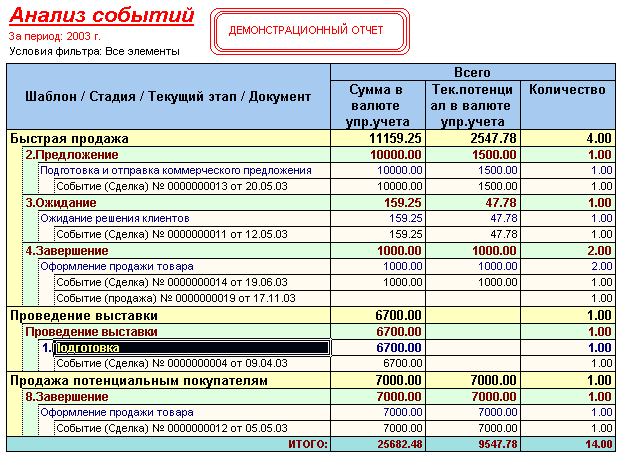 Анализ событий
ДЕМОНСТРАЦИОННЫЙ ОТЧЕТ
За период: 2003 г.
Условия фильтра: Все элементы
Шаблон / Стадия / Текущий этап / Документ
Всего
Сумма в валюте упр.учета
Тек.потенци ал в валюте упр.учета
Количество
Быстрая продажа 11159.25 2547.78 4.00
2.Предложение 10000.00 1500.00 1.00
Подготовка и отправка коммерческого предложения 10000.00 1500.00 1.00
Событие (Сделка) № 0000000013 от 20.05.03 10000.00 1500.00 1.00
3.Ожидание 159.25 47.78 1.00
Ожидание решения клиентов 159.25 47.78 1.00
Событие (Сделка) № 0000000011 от 12.05.03 159.25 47.78 1.00
4.Завершение 1000.00 1000.00 2.00
Оформление продажи товара 1000.00 1000.00 2.00
Событие (Сделка) № 0000000014 от 19.06.03 1000.00 1000.00 1.00
Событие (продажа) № 0000000019 от 17.11.03 1.00
Проведение выставки 6700.00 1.00
Проведение выставки 6700.00 1.00
1.Подготовка 6700.00 1.00
Событие (Сделка) № 0000000004 от 09.04.03 6700.00 1.00
Продажа потенциальным покупателям 7000.00 7000.00 1.00
8.Завершение 7000.00 7000.00 1.00
Оформление продажи товара 7000.00 7000.00 1.00
Событие (Сделка) № 0000000012 от 05.05.03 7000.00 7000.00 1.00
ИТОГО: 25682.48 9547.78 14.00